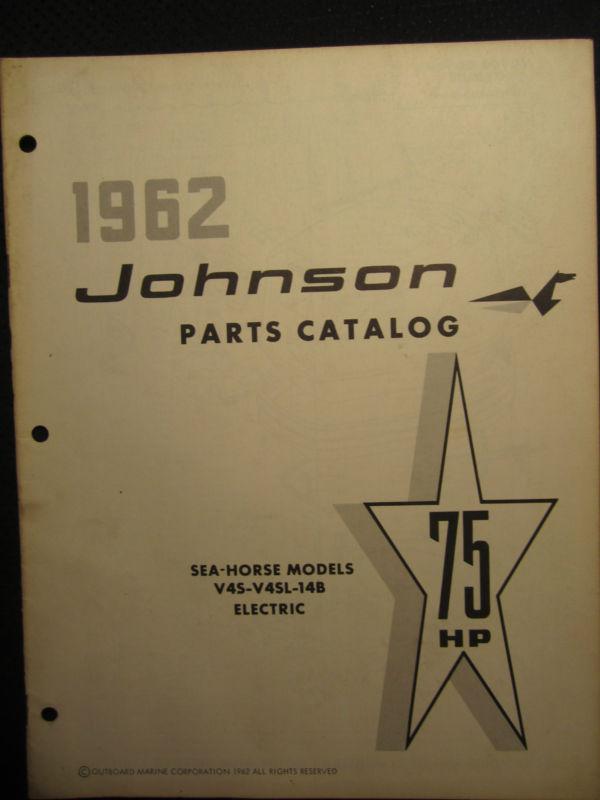 1962
Johnson
PARTS CATALOG
SEA-HORSE MODELS
V4S-V4SL-14B
ELECTRIC
75
HP
©OUTBOARD MARINE CORPORATION 1962 ALL RIGHTS RESERVED